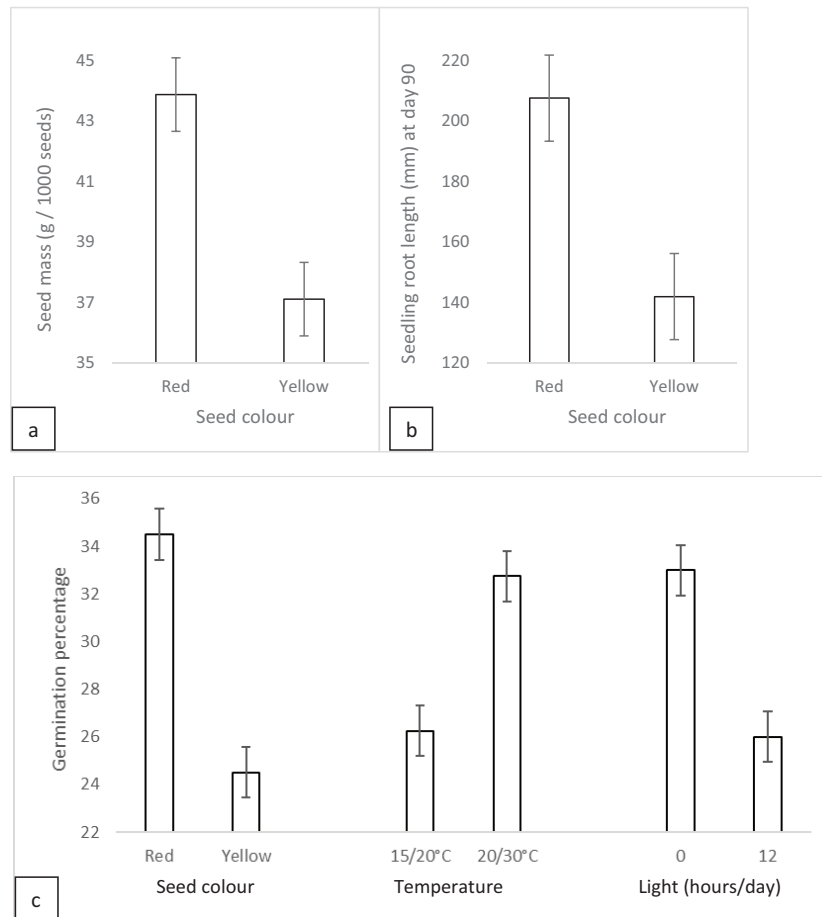 Seed mass (g / 1000 seeds)
45
43
41
39
37
35
Red Yellow
Seed colour
a
Seedling root length (mm) at day 90
220
200
180
160
140
120
Red Yellow
Seed colour
b
Germination percentage
36
34
32
30
28
26
24
22
Red Yellow 15/20°C 20/30°C 0 12
Seed colour Temperature Light (hours/day)
c